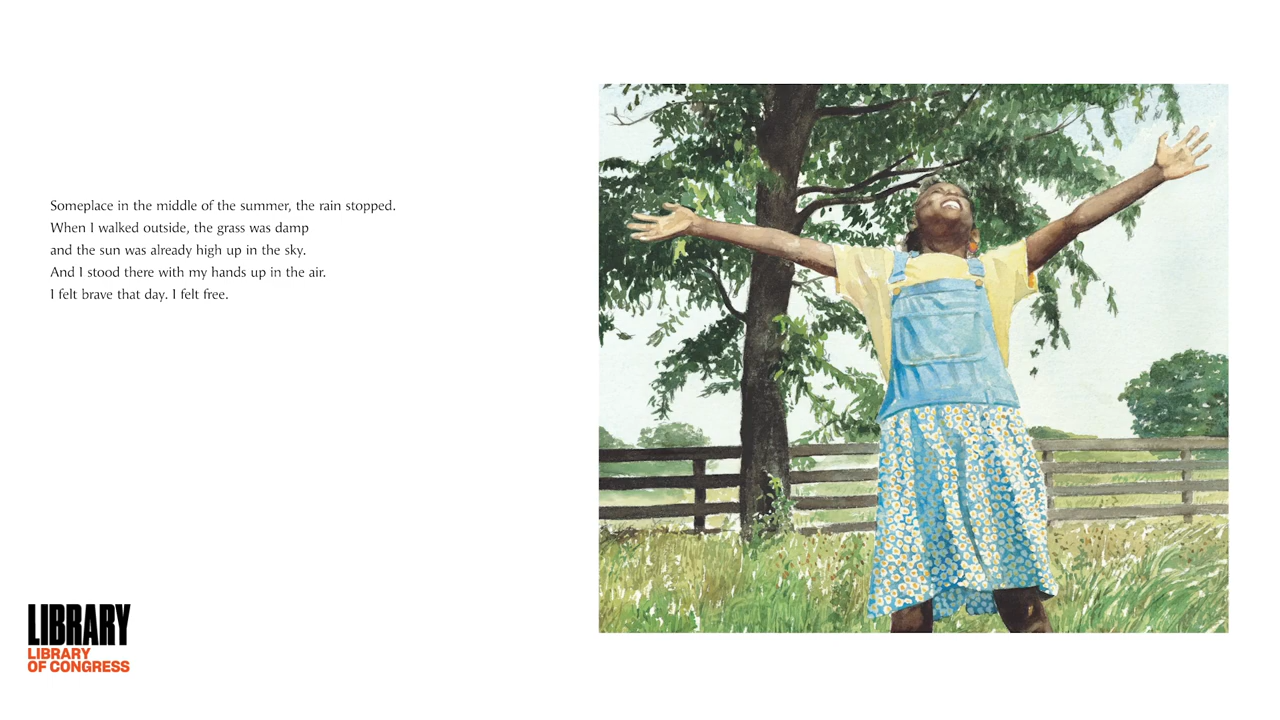 Someplace in the middle of the summer, the rain stopped.
When I walked outside, the grass was damp
and the sun was already high up in the sky.
And I stood there with my hands up in the air.
I felt brave that day. I felt free.
LIBRARY
LIBRARY
OF CONGRESS